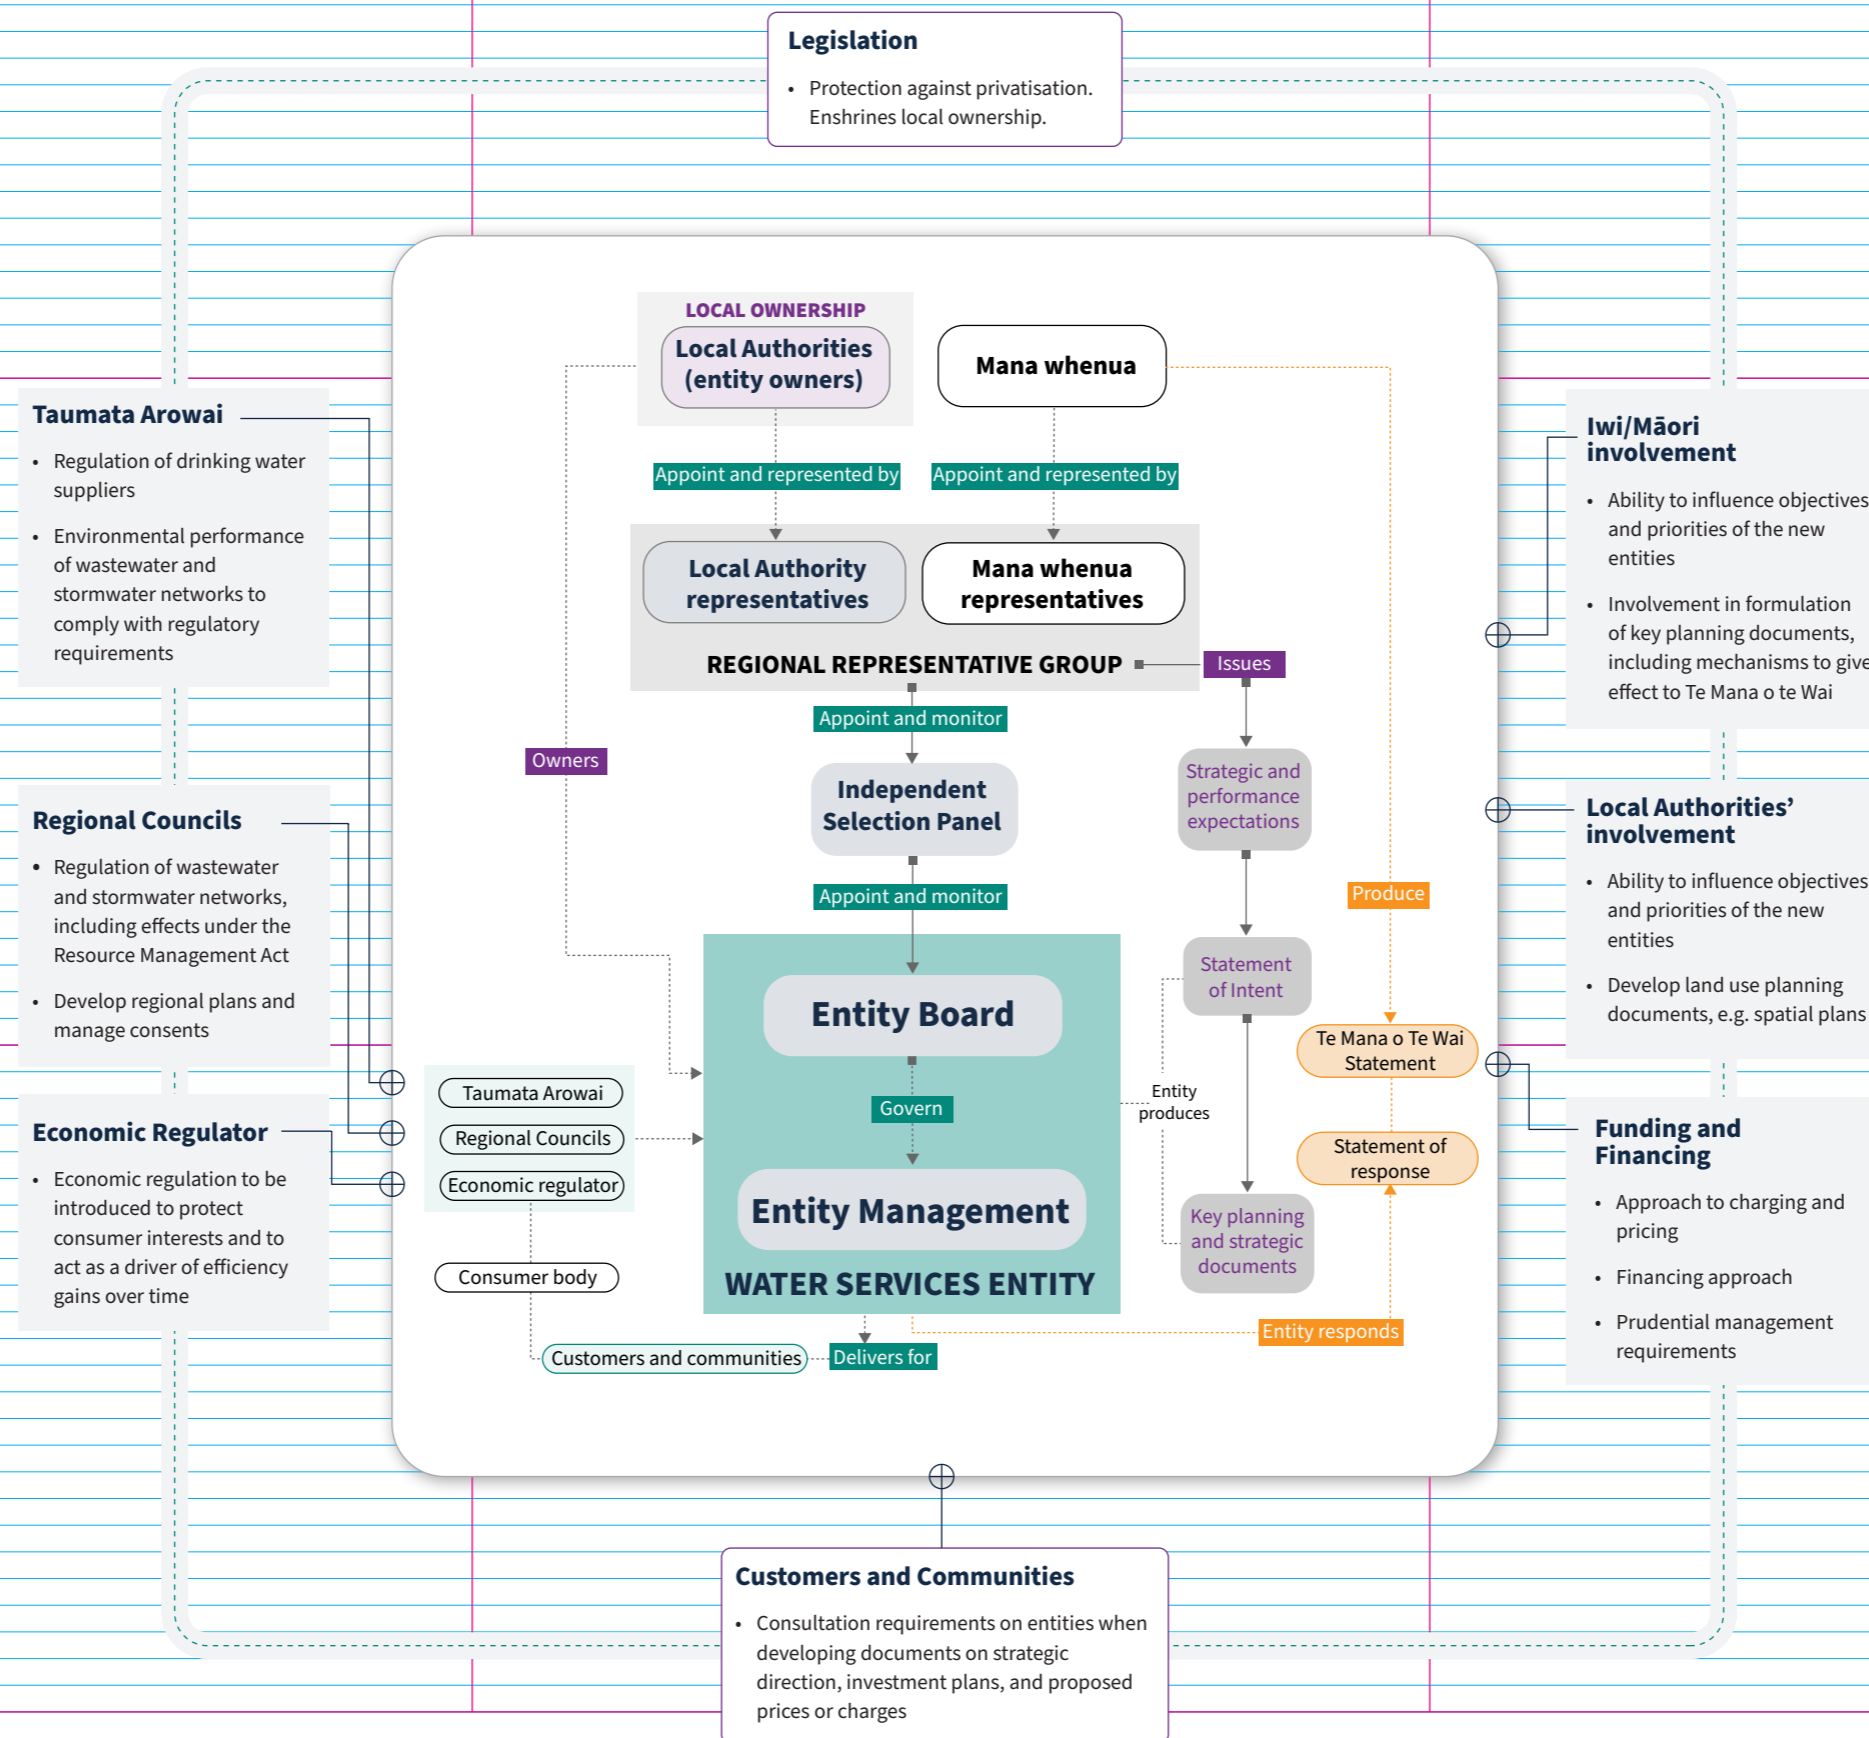 Legislation
• Protection against privatisation.
Enshrines local ownership.
Taumata Arowai
• Regulation of drinking water
suppliers
• Environmental performance
of wastewater and
stormwater networks to
comply with regulatory
requirements
Regional Councils
• Regulation of wastewater
and stormwater networks,
including effects under the
Resource Management Act
• Develop regional plans and
manage consents
Economic Regulator
• Economic regulation to be
introduced to protect
consumer interests and to
act as a driver of efficiency
gains over time
LOCAL OWNERSHIP
Local Authorities
(entity owners)
Mana whenua
Appoint and represented by
Appoint and represented by
Local Authority
representatives
Mana whenua
representatives
REGIONAL REPRESENTATIVE GROUP
Issues
Appoint and monitor
Owners
Independent
Selection Panel
Strategic and
performance
expectations
Appoint and monitor
Produce
Entity Board
Statement
of Intent
Te Mana o Te Wai
Statement
Taumata Arowai
Regional Councils
Economic regulator
Govern
Entity
produces
Statement of
response
Entity Management
Key planning
and strategic
documents
Consumer body
WATER SERVICES ENTITY
Entity responds
Customers and communities
Delivers for
Iwi/Māori
involvement
• Ability to influence objectives
and priorities of the new
entities
• Involvement in formulation
of key planning documents,
including mechanisms to give
effect to Te Mana o te Wai
Local Authorities’
involvement
• Ability to influence objectives
and priorities of the new
entities
• Develop land use planning
documents, e.g. spatial plans
Funding and
Financing
• Approach to charging and
pricing
• Financing approach
• Prudential management
requirements
Customers and Communities
• Consultation requirements on entities when
developing documents on strategic
direction, investment plans, and proposed
prices or charges